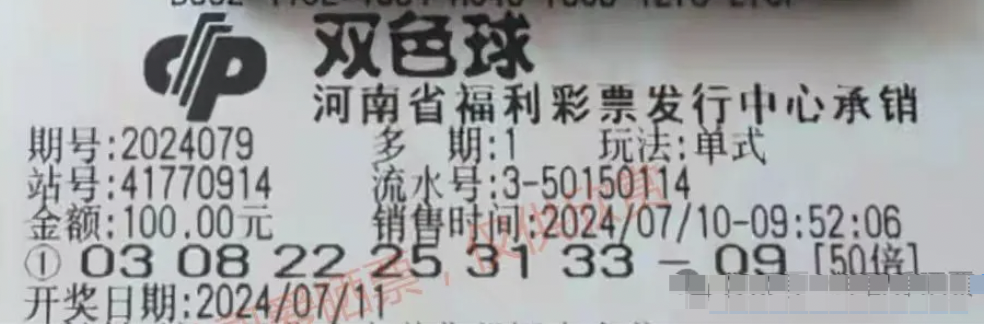 双色球
河南省福利彩票发行中心承销
期号:2024079 多 期:1 玩法:单式
站号:41770914 流水号:3-50150114
金额:100.00元 销售时间:2024/07/10-09:52:06
① 03 08 22 25 31 33 - 09 [50倍]
开奖日期:2024/07/11